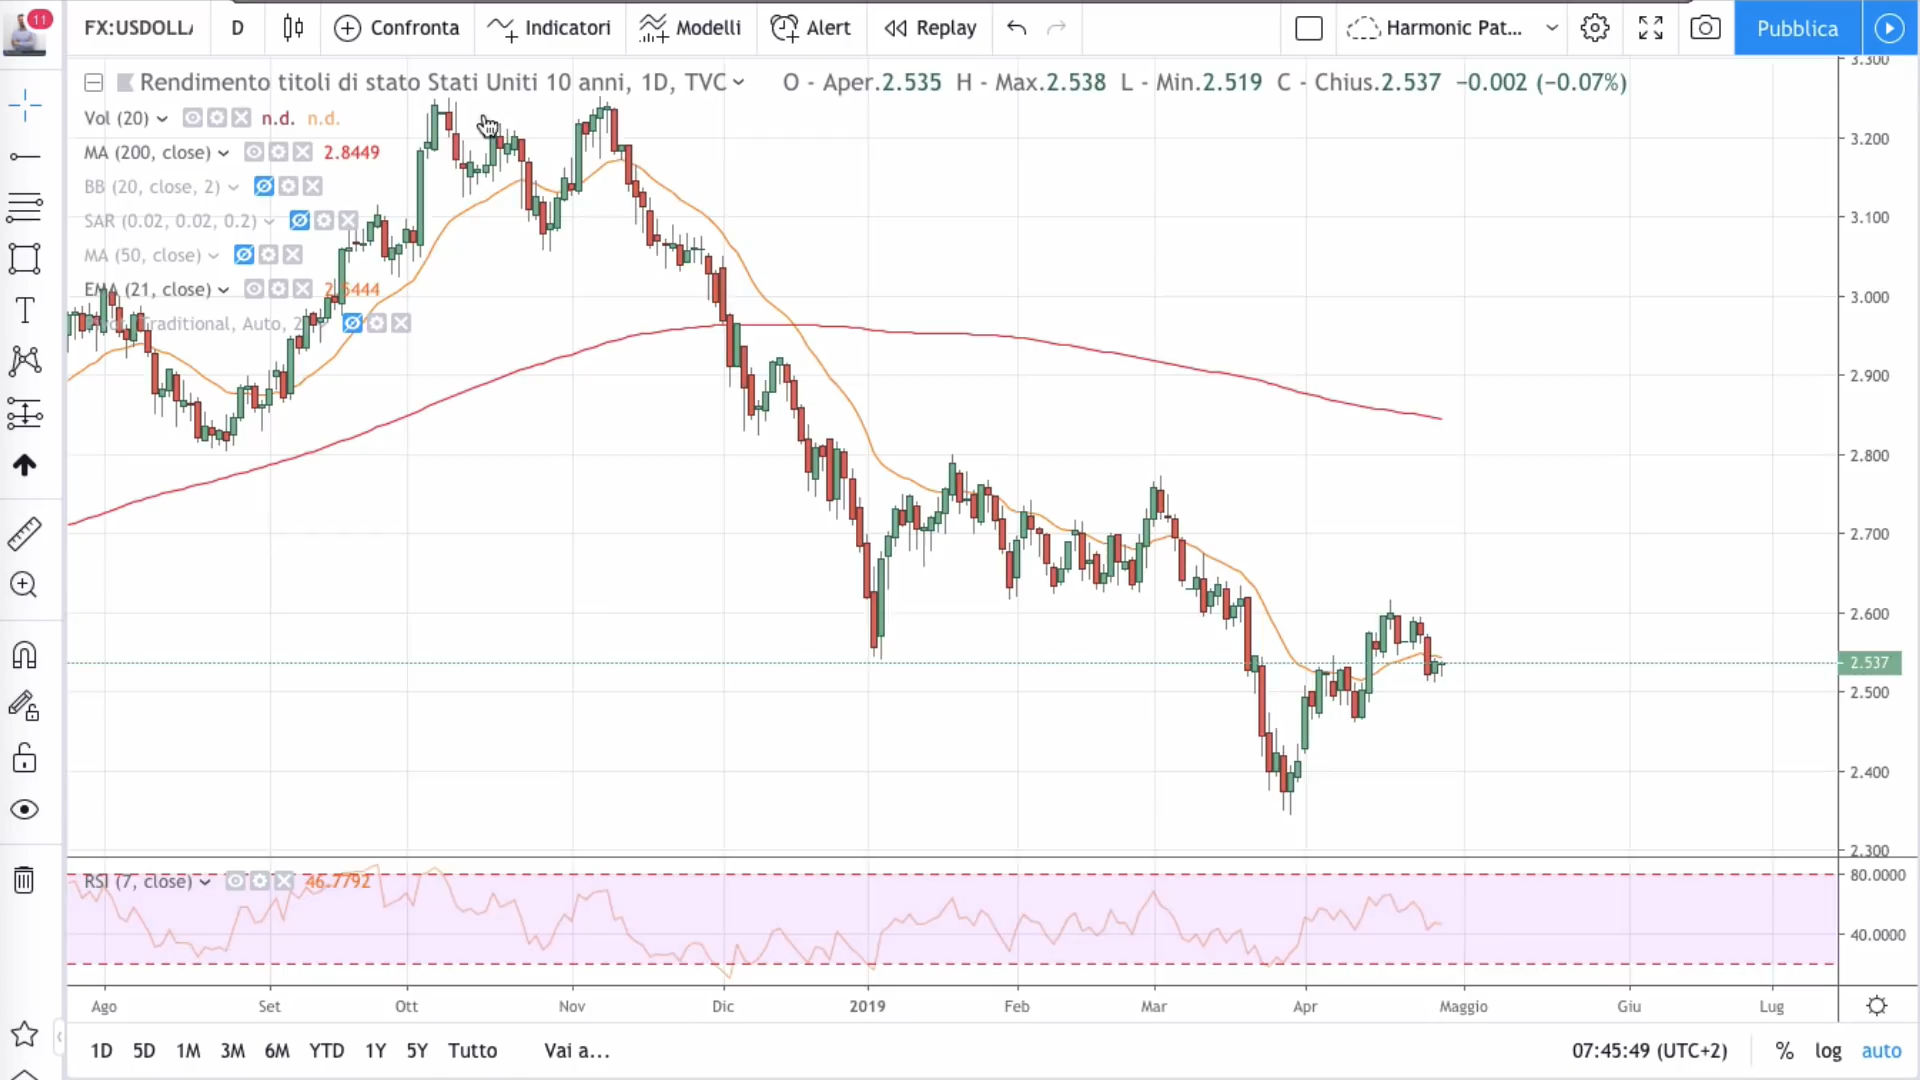 11
FX:USDOLL
D
Confronta
Indicatori
Modelli
Alert
Replay
Harmonic Pat...
Pubblica
Rendimento titoli di stato Stati Uniti 10 anni, 1D, TVC
O - Aper.2.535 H - Max.2.538 L - Min.2.519 C - Chius.2.537 −0.002 (−0.07%)
Vol (20) n.d. n.d.
MA (200, close) 2.8449
BB (20, close, 2)
SAR (0.02, 0.02, 0.2)
MA (50, close)
EMA (21, close)
Traditional, Auto, 2
3.300
3.200
3.100
3.000
2.900
2.800
2.700
2.600
2.537
2.500
2.400
2.300
RSI (7, close) 46.7792
80.0000
40.0000
Ago Set Ott Nov Dic 2019 Feb Mar Apr Maggio Giu Lug
1D 5D 1M 3M 6M YTD 1Y 5Y Tutto Vai a...
07:45:49 (UTC+2) % log auto